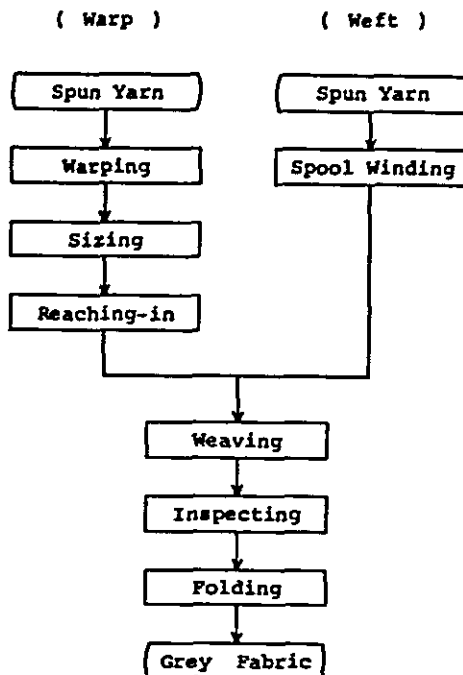 ( Warp ) ( Weft )
Spun Yarn Spun Yarn
Warping Spool Winding
Sizing
Reaching-in
Weaving
Inspecting
Folding
Grey Fabric